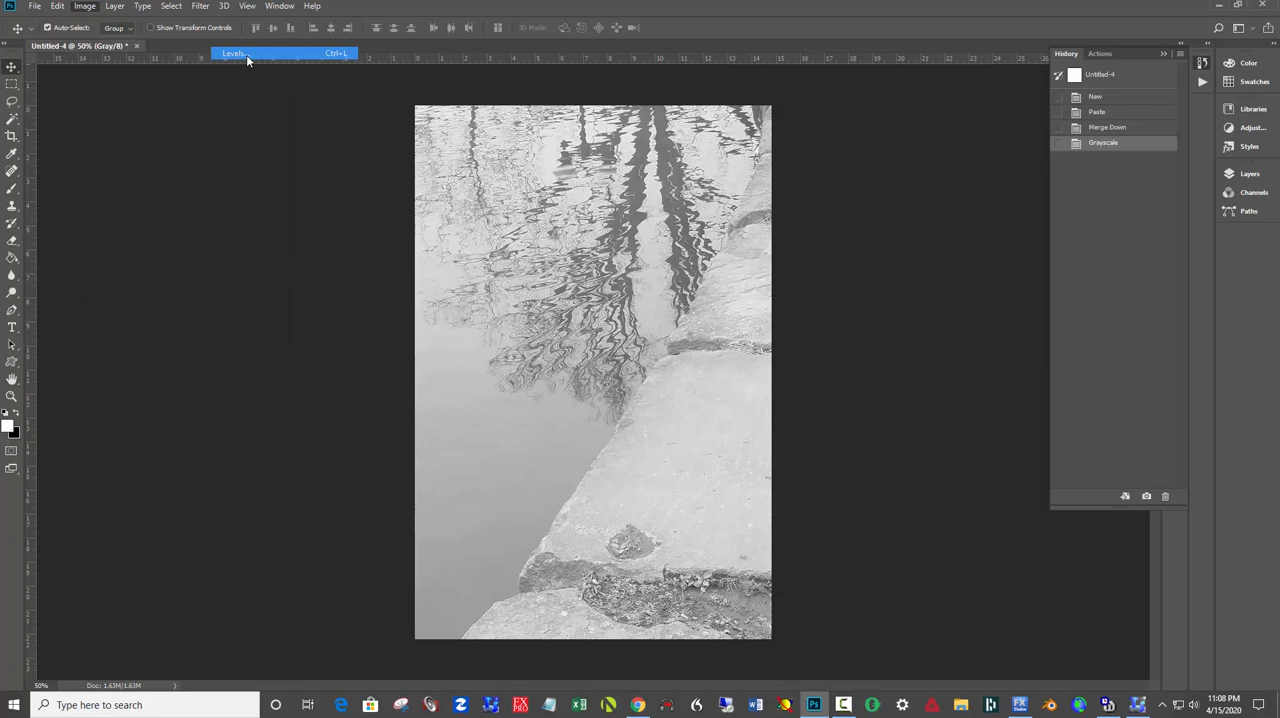 Ps File Edit Image Layer Type Select Filter 3D View Window Help
Auto-Select: Group Show Transform Controls 3D Mode:
Untitled-4 @ 50% (Gray/8) * ×
Levels... Ctrl+L
History Actions
Untitled-4
New
Paste
Merge Down
Grayscale
Color
Swatches
Libraries
Adjust...
Styles
Layers
Channels
Paths
50% Doc: 1.63M/1.63M
Type here to search
11:08 PM
4/15/2020